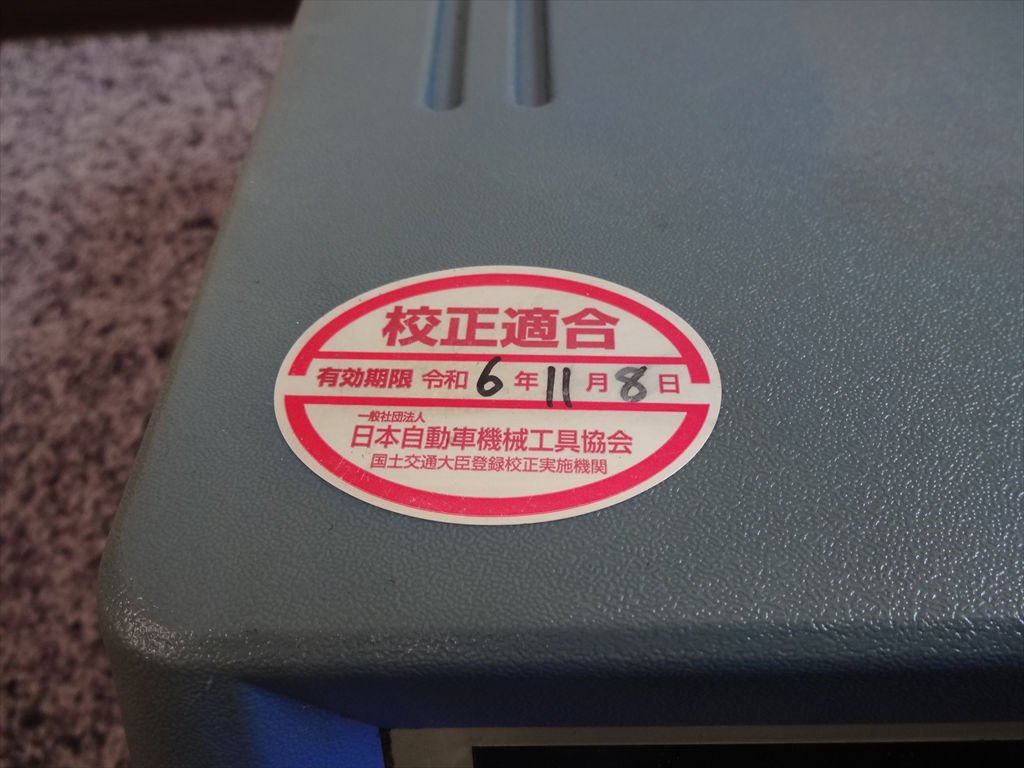 校正適合
有効期限 令和6年11月8日
一般社団法人
日本自動車機械工具協会
国土交通大臣登録校正実施機関